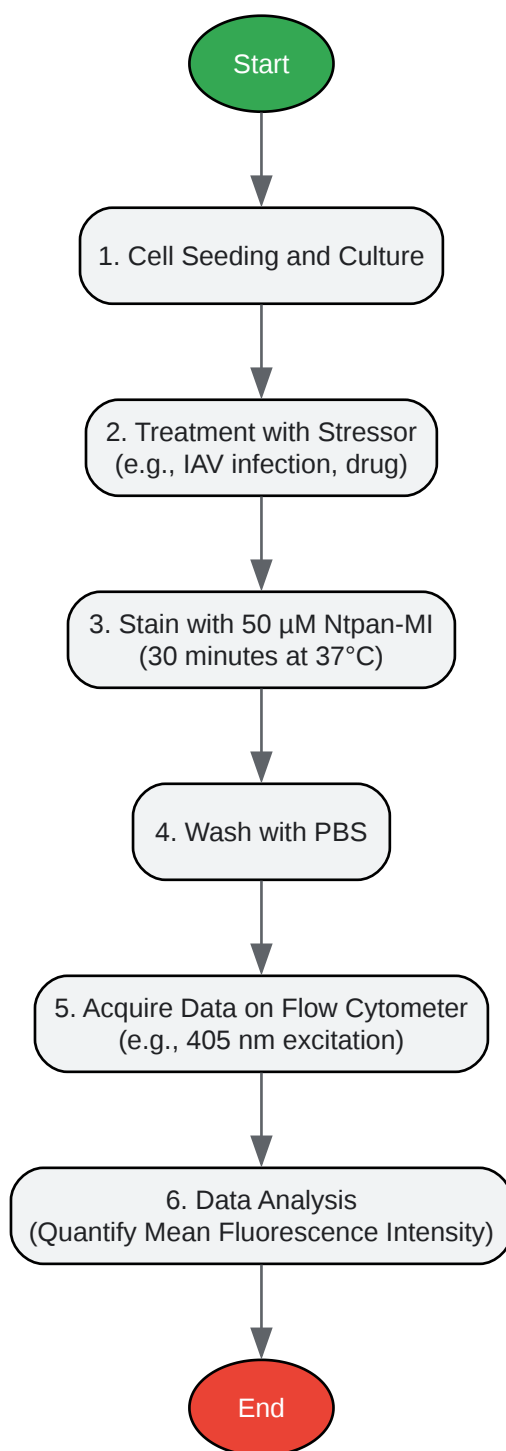 Start
1. Cell Seeding and Culture
2. Treatment with Stressor
(e.g., IAV infection, drug)
3. Stain with 50 µM Ntpan-MI
(30 minutes at 37°C)
4. Wash with PBS
5. Acquire Data on Flow Cytometer
(e.g., 405 nm excitation)
6. Data Analysis
(Quantify Mean Fluorescence Intensity)
End